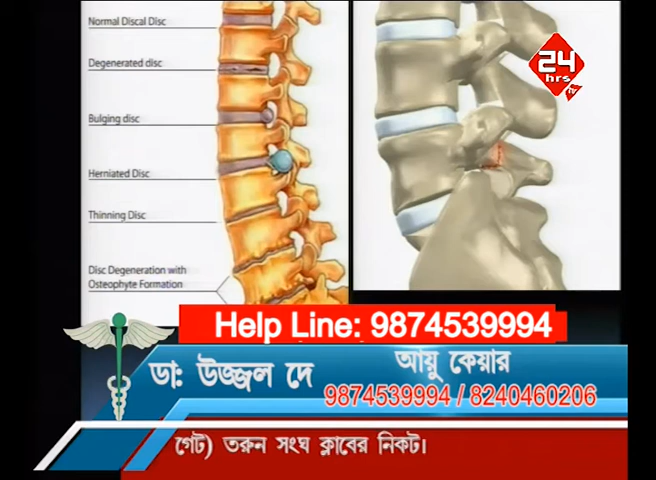 Normal Discal Disc
Degenerated disc
Bulging disc
Herniated Disc
Thinning Disc
Disc Degeneration with
Osteophyte Formation
24
hrs
tv
Help Line: 9874539994
ডা: উজ্জ্বল দে
আয়ু কেয়ার
9874539994 / 8240460206
গেট) তরুন সংঘ ক্লাবের নিকট।